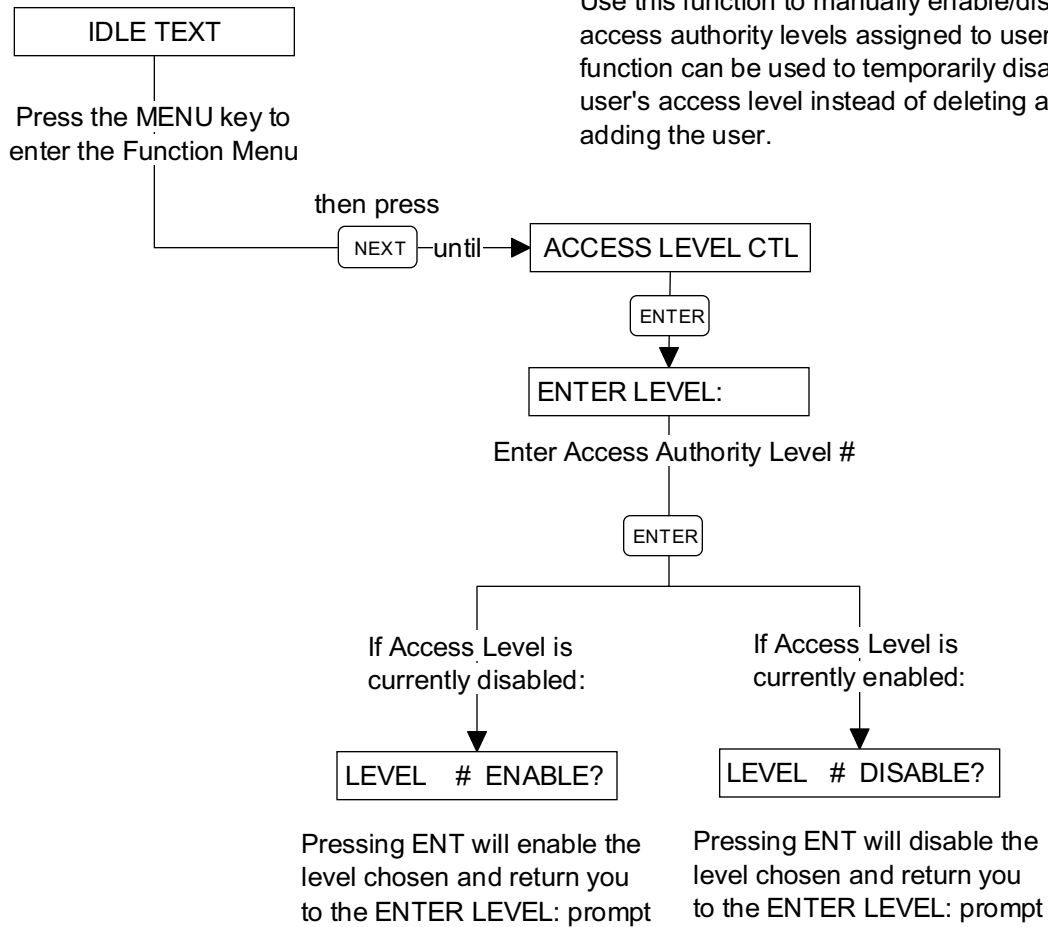 Use this function to manually enable/dis
access authority levels assigned to user
function can be used to temporarily disa
user's access level instead of deleting a
adding the user.
IDLE TEXT
Press the MENU key to
enter the Function Menu
then press
NEXT until ACCESS LEVEL CTL
ENTER
ENTER LEVEL:
Enter Access Authority Level #
ENTER
If Access Level is
currently disabled:
If Access Level is
currently enabled:
LEVEL # ENABLE?
LEVEL # DISABLE?
Pressing ENT will enable the
level chosen and return you
to the ENTER LEVEL: prompt
Pressing ENT will disable the
level chosen and return you
to the ENTER LEVEL: prompt